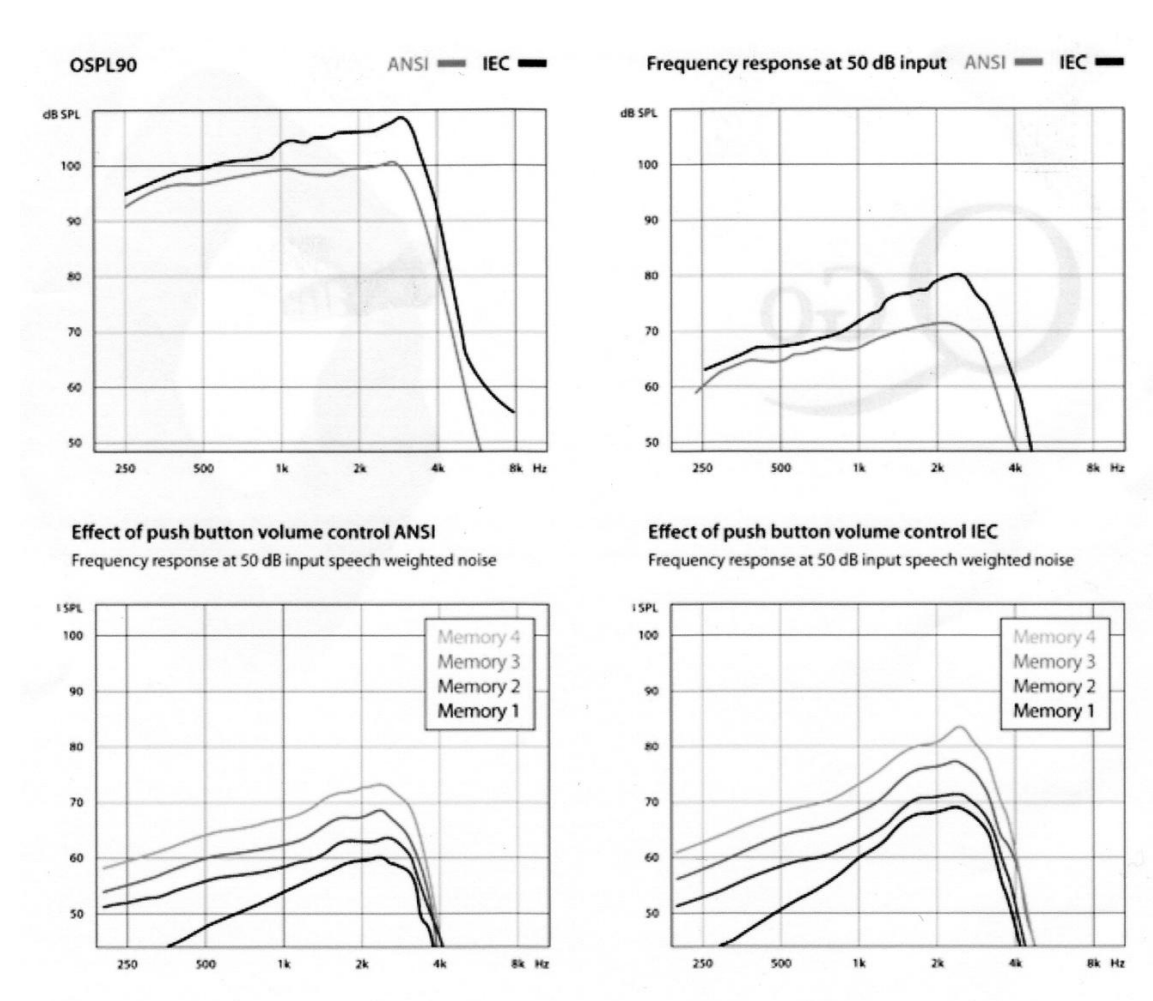 OSPL90 ANSI IEC
dB SPL
100
90
80
70
60
50
250 500 1k 2k 4k 8k Hz
Frequency response at 50 dB input ANSI IEC
dB SPL
100
90
80
70
60
50
250 500 1k 2k 4k 8k Hz
Effect of push button volume control ANSI
Frequency response at 50 dB input speech weighted noise
SPL
100
90
80
70
60
50
Memory 4
Memory 3
Memory 2
Memory 1
250 500 1k 2k 4k 8k Hz
Effect of push button volume control IEC
Frequency response at 50 dB input speech weighted noise
SPL
100
90
80
70
60
50
Memory 4
Memory 3
Memory 2
Memory 1
250 500 1k 2k 4k 8k Hz